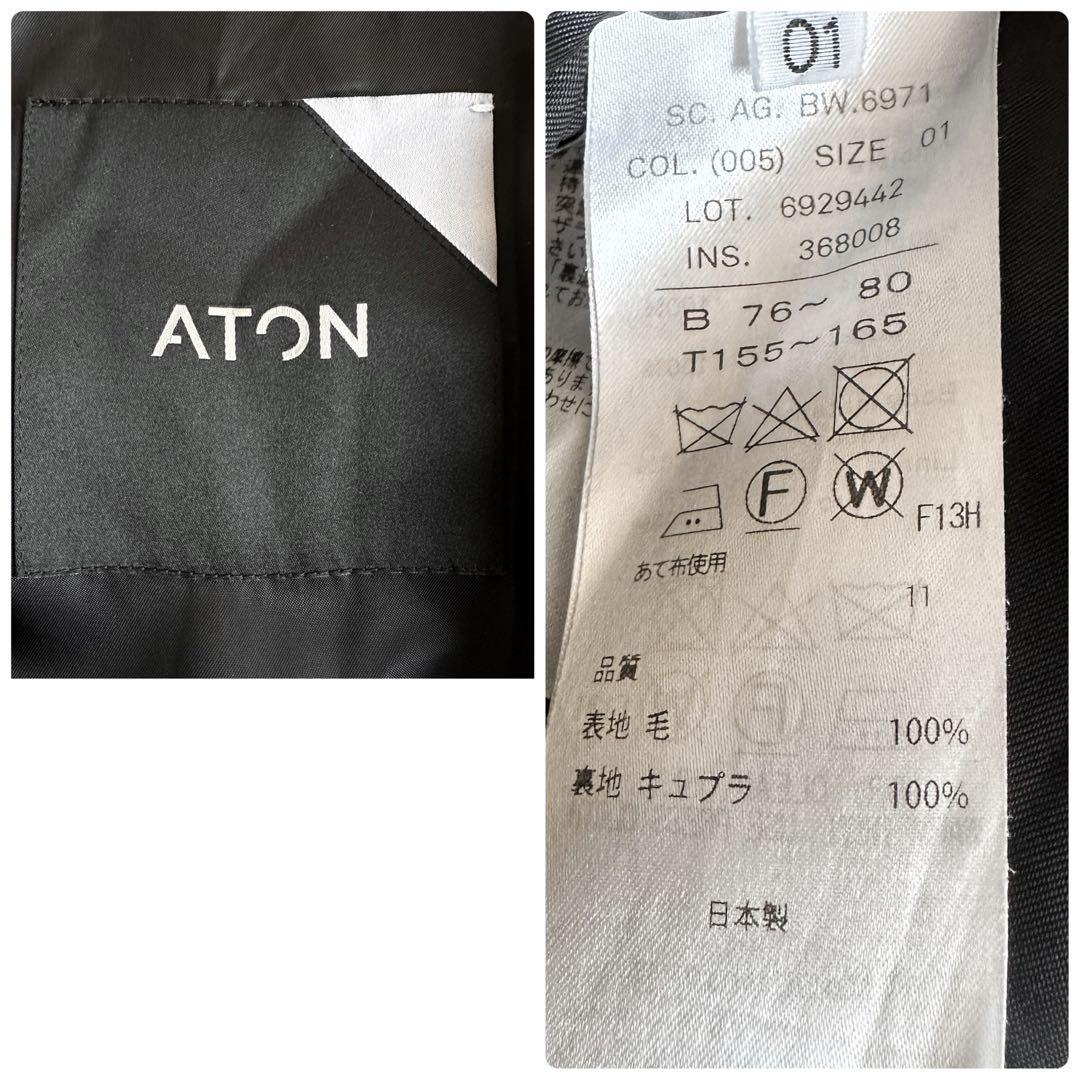 ATON
01
SC. AG. BW.6971
COL. (005) SIZE 01
LOT. 6929442
INS. 368008
B 76～ 80
T155～165
F W F13H
あて布使用
11
品質
表地 毛 100%
裏地 キュプラ 100%
日本製